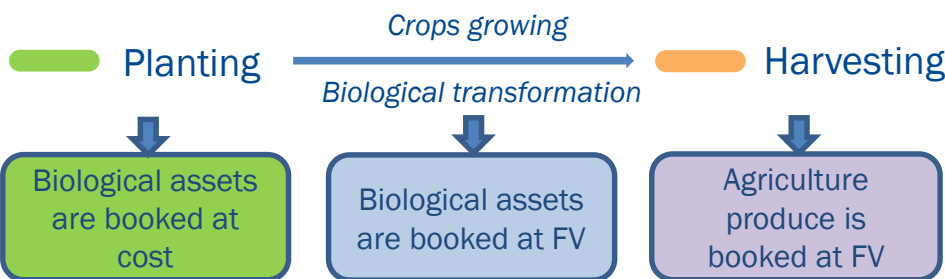 Crops growing
Planting
Harvesting
Biological transformation
Biological assets
are booked at
cost
Biological assets
are booked at FV
Agriculture
produce is
booked at FV